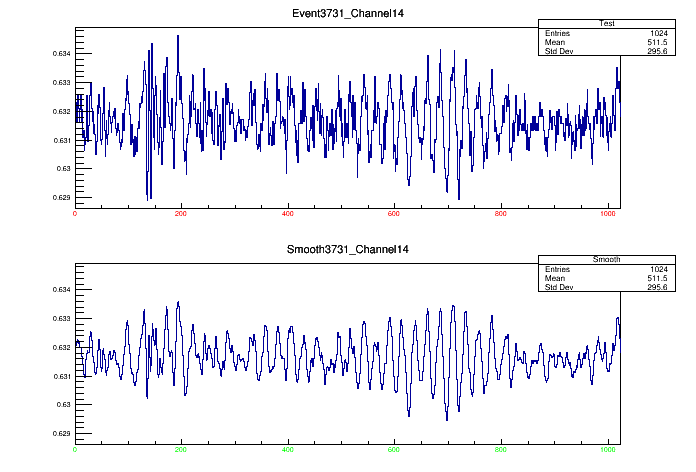 Event3731_Channel14
Test
Entries 1024
Mean 511.5
Std Dev 295.6
0.634
0.633
0.632
0.631
0.63
0.629
0 200 400 600 800 1000
Smooth3731_Channel14
Smooth
Entries 1024
Mean 511.5
Std Dev 295.6
0.634
0.633
0.632
0.631
0.63
0.629
0 200 400 600 800 1000